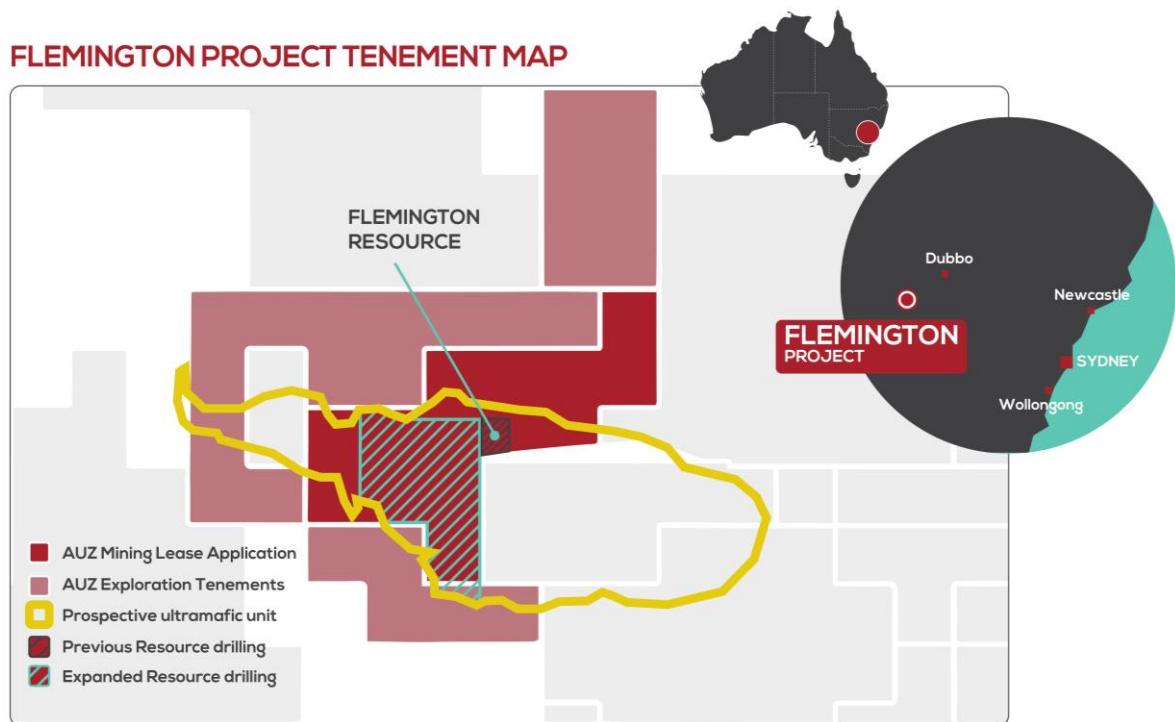 FLEMINGTON PROJECT TENEMENT MAP
FLEMINGTON
RESOURCE
Dubbo
Newcastle
FLEMINGTON
PROJECT
SYDNEY
Wollongong
AUZ Mining Lease Application
AUZ Exploration Tenements
Prospective ultramafic unit
Previous Resource drilling
Expanded Resource drilling